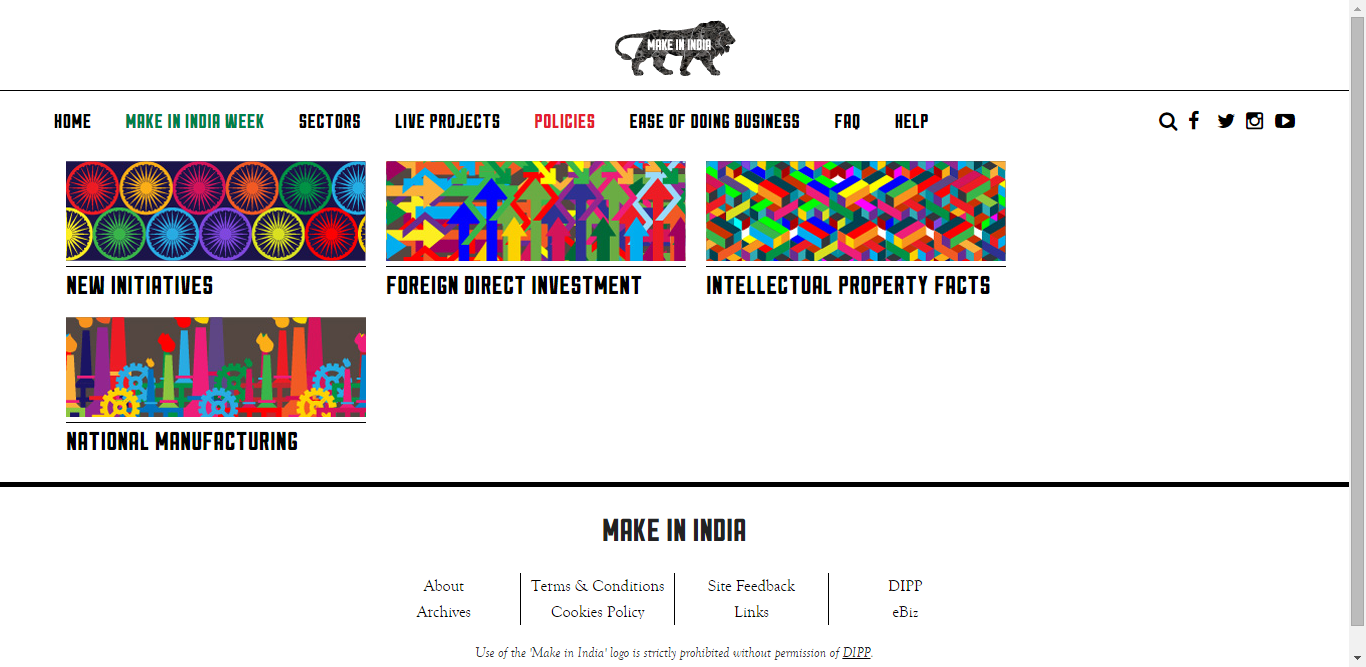 MAKE IN INDIA
HOME MAKE IN INDIA WEEK SECTORS LIVE PROJECTS POLICIES EASE OF DOING BUSINESS FAQ HELP
NEW INITIATIVES FOREIGN DIRECT INVESTMENT INTELLECTUAL PROPERTY FACTS
NATIONAL MANUFACTURING
MAKE IN INDIA
About Terms & Conditions Site Feedback DIPP
Archives Cookies Policy Links eBiz
Use of the 'Make in India' logo is strictly prohibited without permission of DIPP.